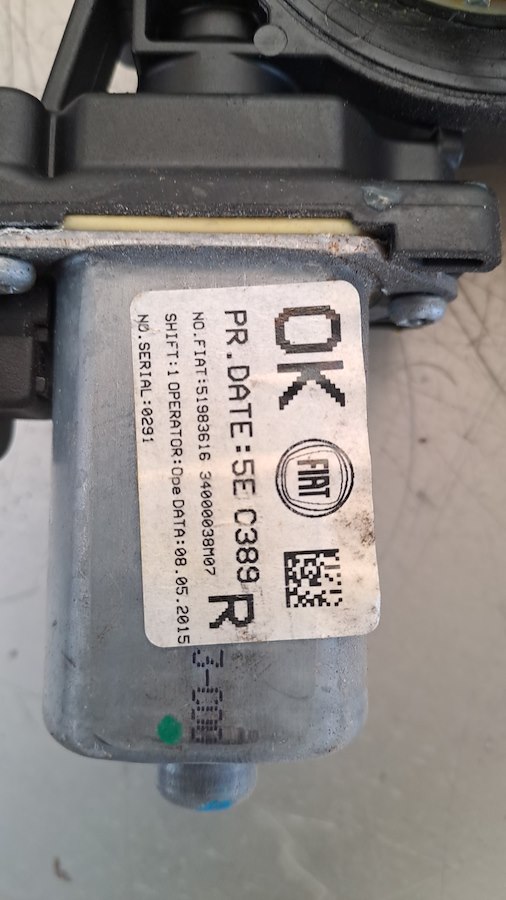 OK
FIAT
PR.DATE:5E C389 R
NO.FIAT:51983616 34000038M07
SHIFT:1 OPERATOR:Ope DATA:08.05.2015
NO.SERIAL:0291